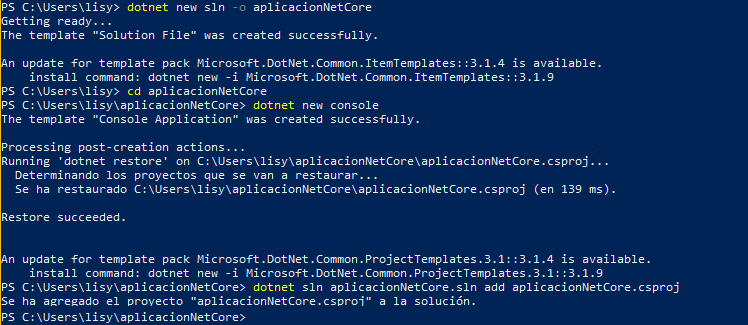 PS C:\Users\lisy> dotnet new sln -o aplicacionNetCore
Getting ready...
The template "Solution File" was created successfully.
An update for template pack Microsoft.DotNet.Common.ItemTemplates::3.1.4 is available.
    install command: dotnet new -i Microsoft.DotNet.Common.ItemTemplates::3.1.9
PS C:\Users\lisy> cd aplicacionNetCore
PS C:\Users\lisy\aplicacionNetCore> dotnet new console
The template "Console Application" was created successfully.
Processing post-creation actions...
Running 'dotnet restore' on C:\Users\lisy\aplicacionNetCore\aplicacionNetCore.csproj...
  Determinando los proyectos que se van a restaurar...
  Se ha restaurado C:\Users\lisy\aplicacionNetCore\aplicacionNetCore.csproj (en 139 ms).
Restore succeeded.
An update for template pack Microsoft.DotNet.Common.ProjectTemplates.3.1::3.1.4 is available.
    install command: dotnet new -i Microsoft.DotNet.Common.ProjectTemplates.3.1::3.1.9
PS C:\Users\lisy\aplicacionNetCore> dotnet sln aplicacionNetCore.sln add aplicacionNetCore.csproj
Se ha agregado el proyecto "aplicacionNetCore.csproj" a la solución.
PS C:\Users\lisy\aplicacionNetCore>